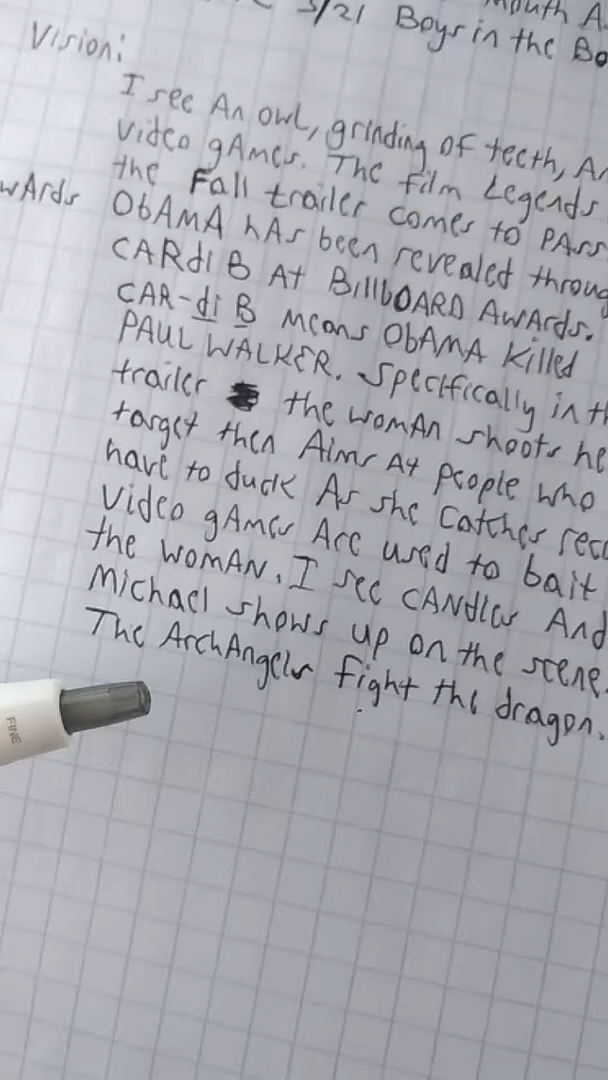 3/21 Boys in the Bo
Vision:
I see An owl, grinding of teeth, An
video gAmes. The film Legends
the Fall trailer comes to PAss
wArds
ObAMA hAs been revealed throug
CARdi B At BillbOARD AwArds.
CAR-di B meAns ObAMA killed
PAUL WALKER. Specifically in th
trailer the womAn shoots he
target then Aims At people who
have to duck As she catches rec
Video gAmes Are used to bait
the womAn. I see cANdles And
Michael shows up on the scene.
The ArchAngels fight the dragon.
FINE